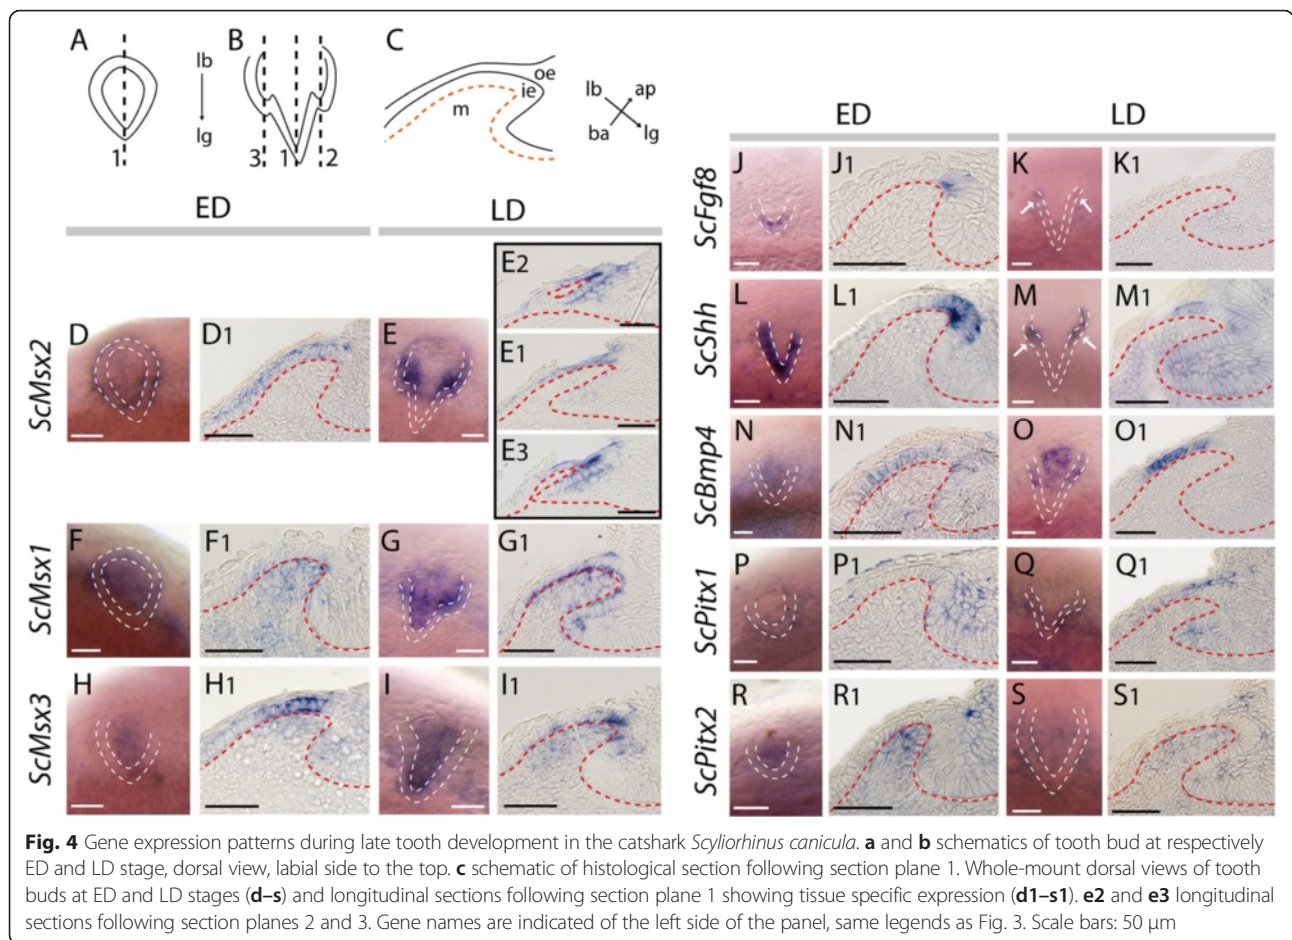 A
B
C
lb
lg
1
3
1
2
oe
ie
m
lb
ap
ba
lg
ED
LD
ScMsx2
D
D1
E
E2
E1
E3
ScMsx1
F
F1
G
G1
ScMsx3
H
H1
I
I1
ED
LD
ScFgf8
J
J1
K
K1
ScShh
L
L1
M
M1
ScBmp4
N
N1
O
O1
ScPitx1
P
P1
Q
Q1
ScPitx2
R
R1
S
S1
Fig. 4 Gene expression patterns during late tooth development in the catshark Scyliorhinus canicula. a and b schematics of tooth bud at respectively
ED and LD stage, dorsal view, labial side to the top. c schematic of histological section following section plane 1. Whole-mount dorsal views of tooth
buds at ED and LD stages (d–s) and longitudinal sections following section plane 1 showing tissue specific expression (d1–s1). e2 and e3 longitudinal
sections following section planes 2 and 3. Gene names are indicated of the left side of the panel, same legends as Fig. 3. Scale bars: 50 μm